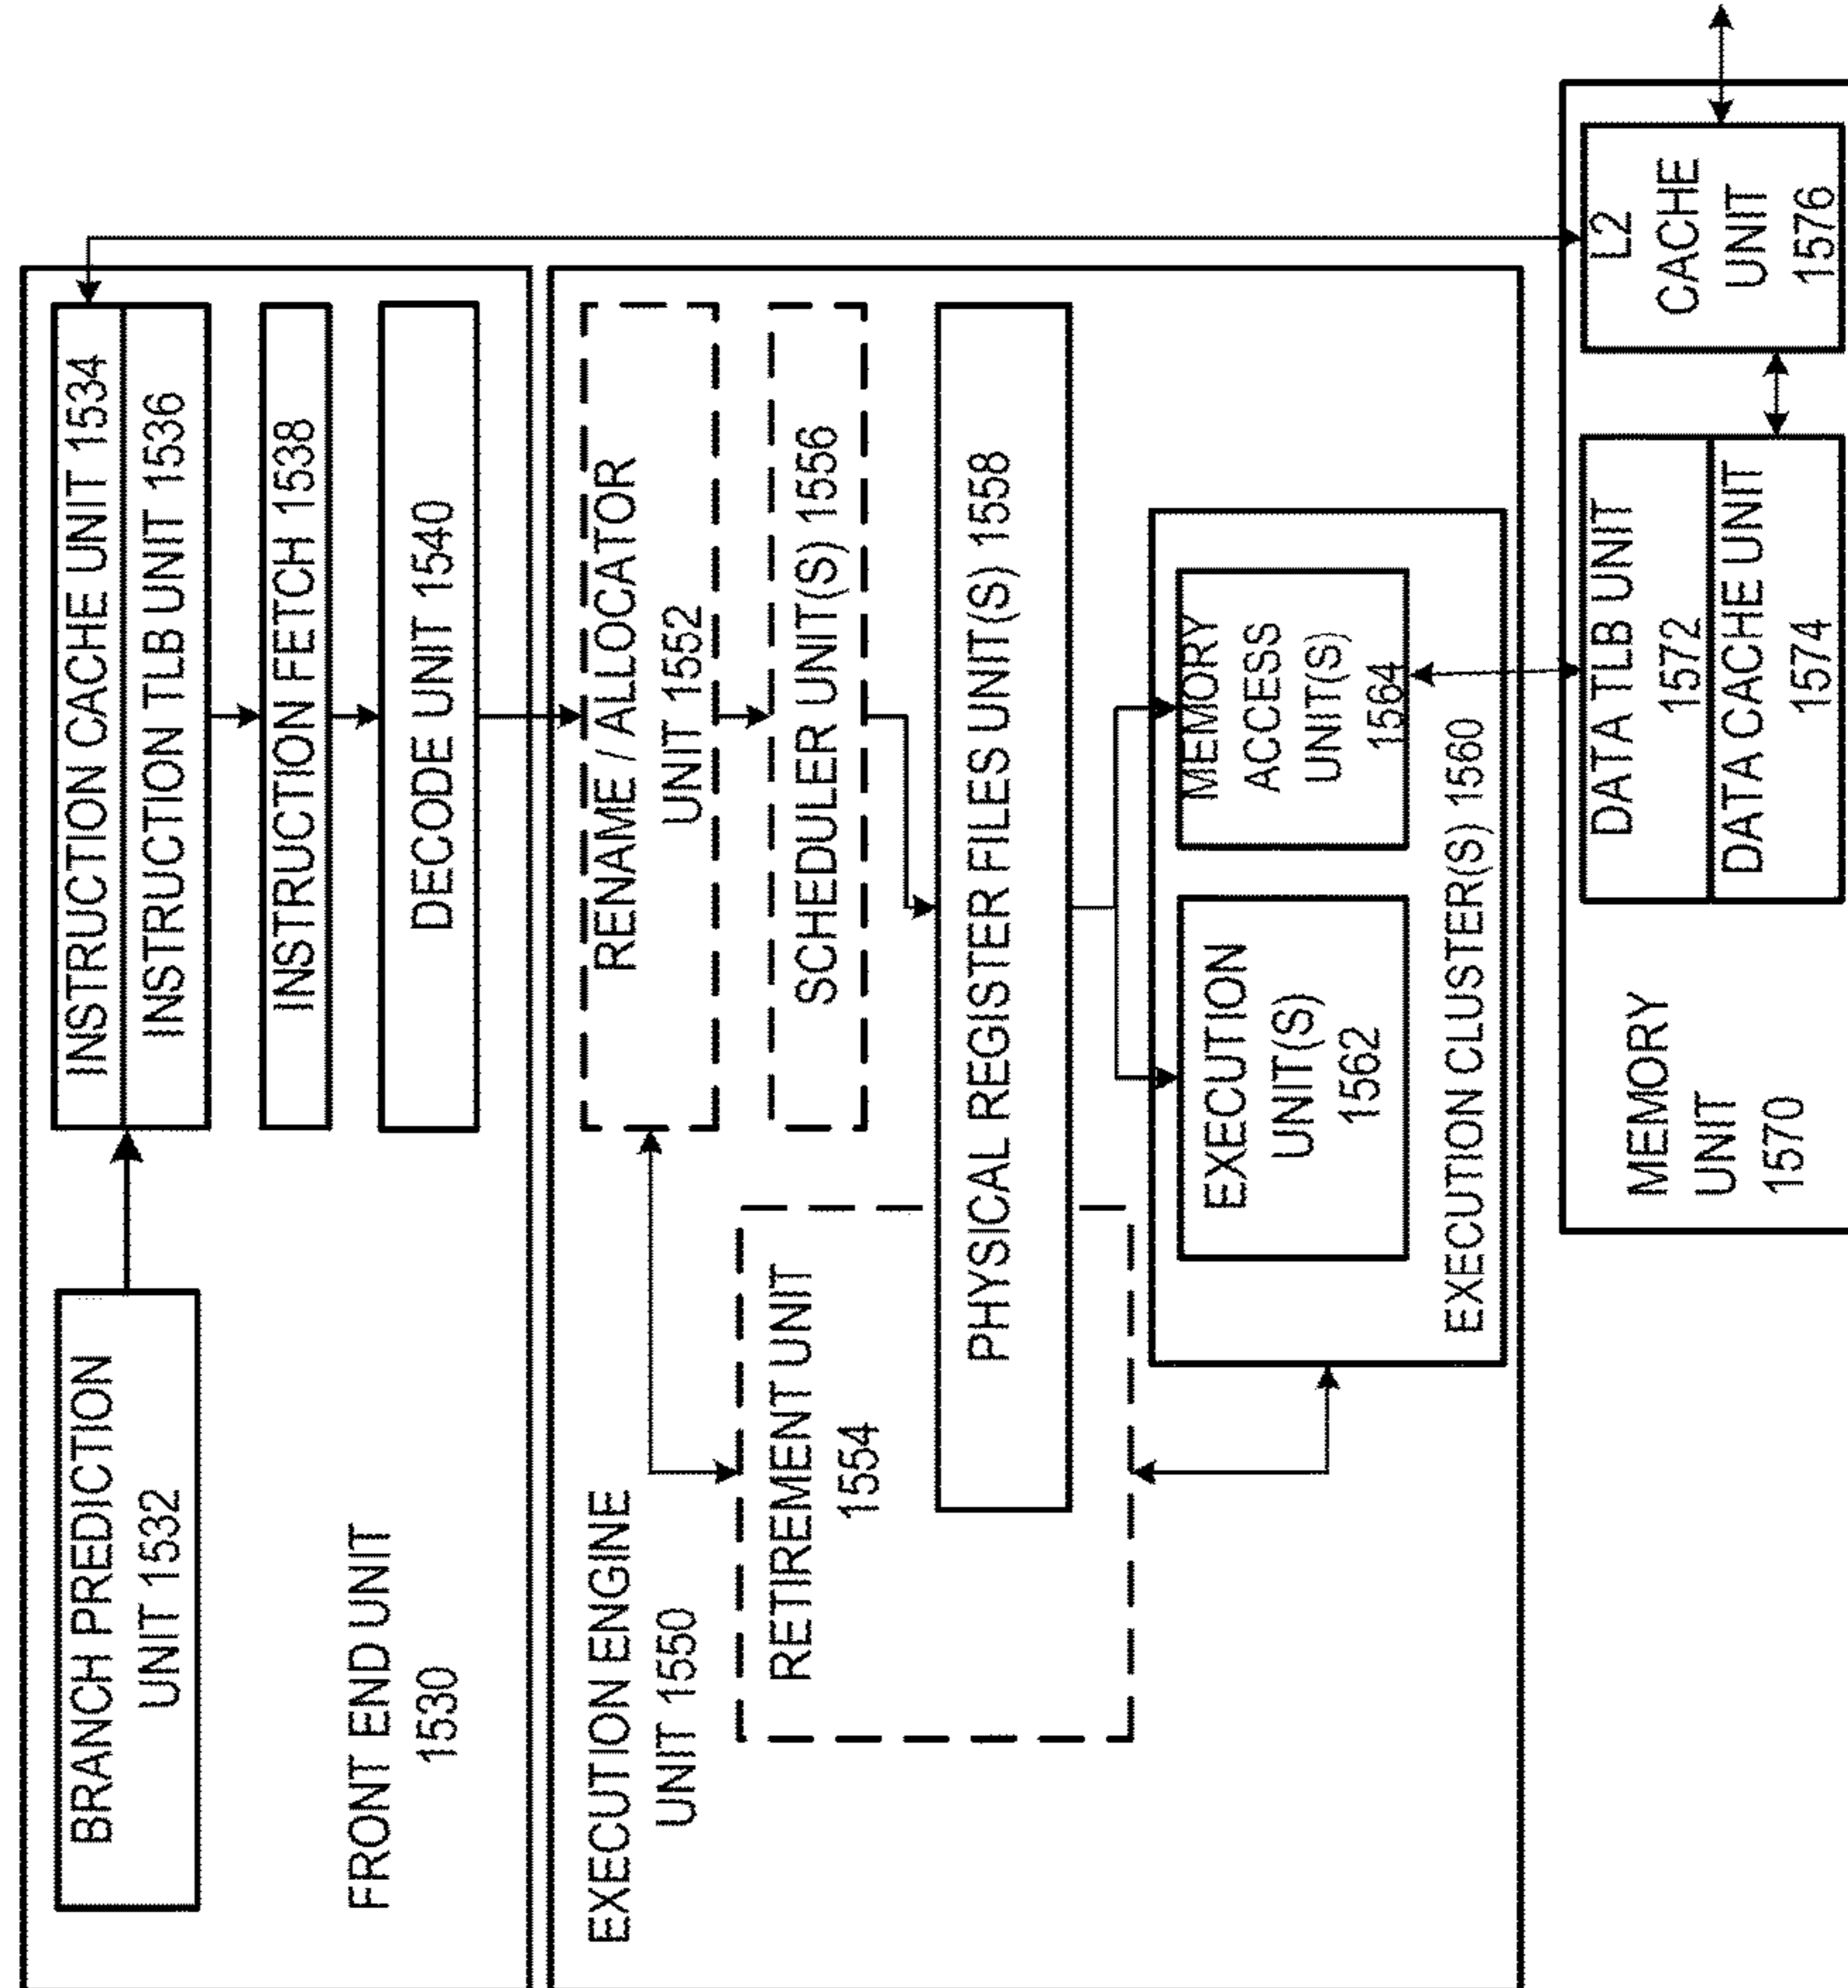 BRANCH PREDICTION
UNIT 1532
INSTRUCTION CACHE UNIT 1534
INSTRUCTION TLB UNIT 1536
INSTRUCTION FETCH 1538
FRONT END UNIT
1530
DECODE UNIT 1540
EXECUTION ENGINE
UNIT 1550
RENAME / ALLOCATOR
UNIT 1552
RETIREMENT UNIT
1554
SCHEDULER UNIT(S) 1556
PHYSICAL REGISTER FILES UNIT(S) 1558
EXECUTION
UNIT(S)
1562
MEMORY
ACCESS
UNIT(S)
1564
EXECUTION CLUSTER(S) 1560
MEMORY
UNIT
1570
DATA TLB UNIT
1572
DATA CACHE UNIT
1574
L2
CACHE
UNIT
1576